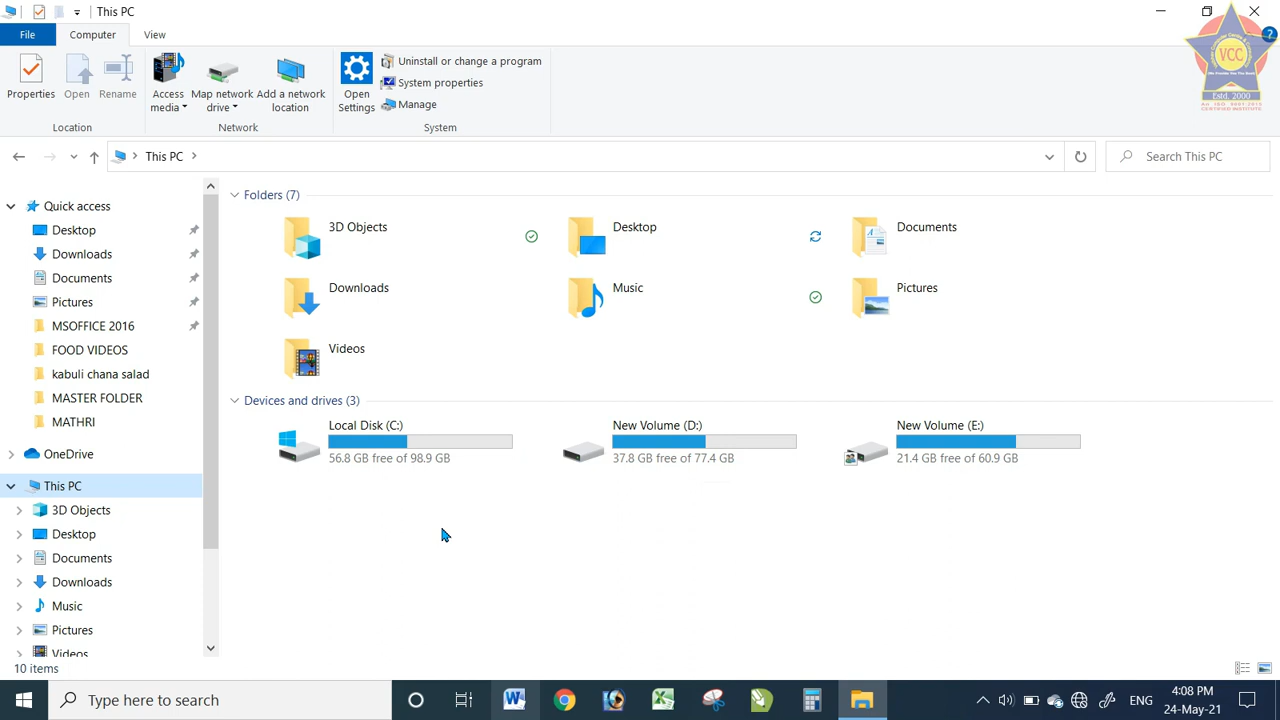 This PC
File Computer View
?
Properties Open Rename
Access media
Map network drive
Add a network location
Open Settings
Uninstall or change a program
System properties
Manage
Location Network System
VCC
Estd. 2000
This PC
Search This PC
Quick access
Desktop
Downloads
Documents
Pictures
MSOFFICE 2016
FOOD VIDEOS
kabuli chana salad
MASTER FOLDER
MATHRI
OneDrive
This PC
3D Objects
Desktop
Documents
Downloads
Music
Pictures
Videos
Folders (7)
3D Objects Desktop Documents
Downloads Music Pictures
Videos
Devices and drives (3)
Local Disk (C:) New Volume (D:) New Volume (E:)
56.8 GB free of 98.9 GB 37.8 GB free of 77.4 GB 21.4 GB free of 60.9 GB
10 items
Type here to search
ENG
4:08 PM
24-May-21